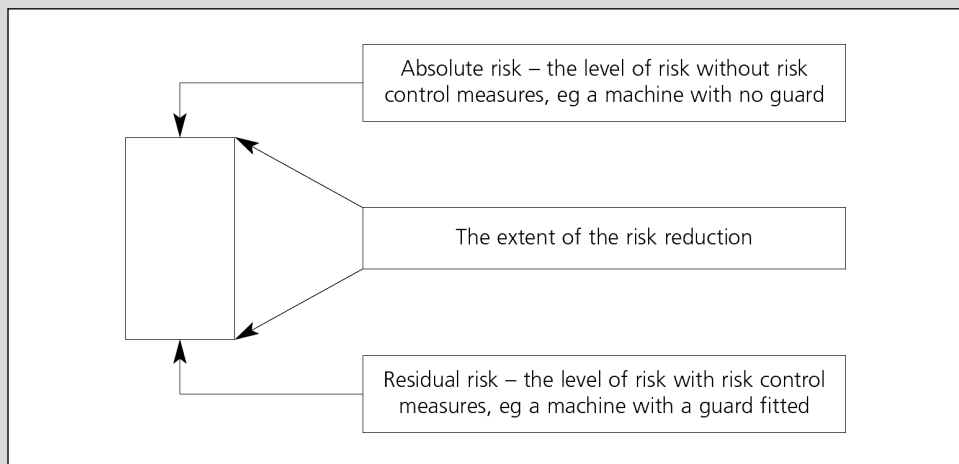 Absolute risk – the level of risk without risk
control measures, eg a machine with no guard
The extent of the risk reduction
Residual risk – the level of risk with risk control
measures, eg a machine with a guard fitted